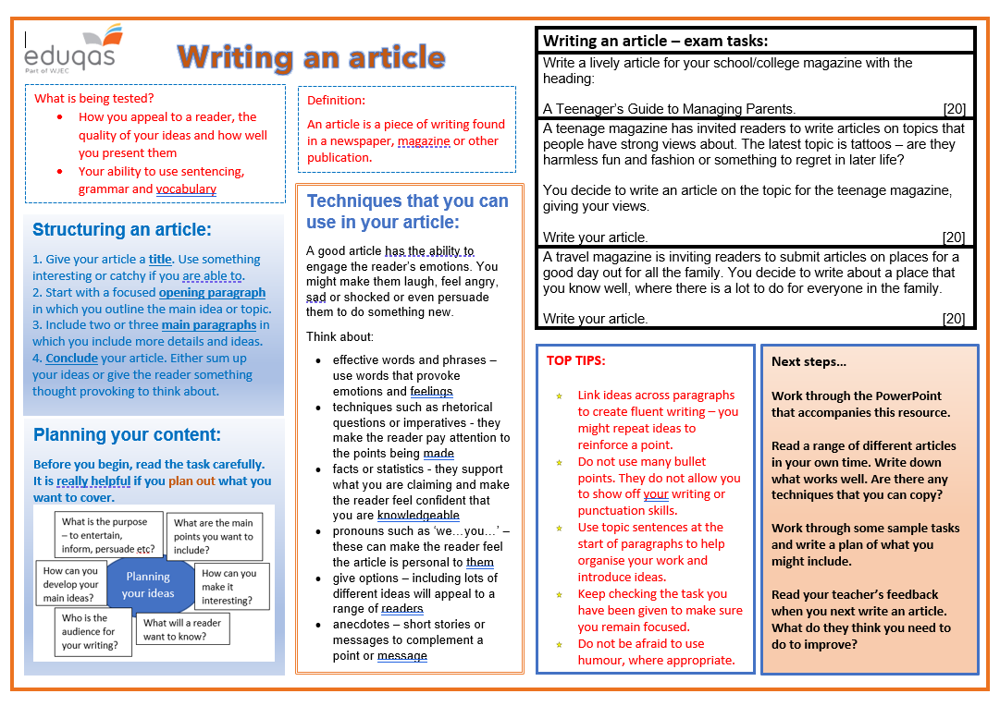 eduqas
Part of WJEC
Writing an article
What is being tested?
• How you appeal to a reader, the
quality of your ideas and how well
you present them
• Your ability to use sentencing,
grammar and vocabulary
Definition:
An article is a piece of writing found
in a newspaper, magazine or other
publication.
Structuring an article:
1. Give your article a title. Use something
interesting or catchy if you are able to.
2. Start with a focused opening paragraph
in which you outline the main idea or topic.
3. Include two or three main paragraphs in
which you include more details and ideas.
4. Conclude your article. Either sum up
your ideas or give the reader something
thought provoking to think about.
Planning your content:
Before you begin, read the task carefully.
It is really helpful if you plan out what you
want to cover.
What is the purpose
– to entertain,
inform, persuade etc?
What are the main
points you want to
include?
How can you
develop your
main ideas?
Planning
your ideas
How can you
make it
interesting?
Who is the
audience for
your writing?
What will a reader
want to know?
Techniques that you can
use in your article:
A good article has the ability to
engage the reader's emotions. You
might make them laugh, feel angry,
sad or shocked or even persuade
them to do something new.
Think about:
• effective words and phrases –
use words that provoke
emotions and feelings
• techniques such as rhetorical
questions or imperatives - they
make the reader pay attention to
the points being made
• facts or statistics - they support
what you are claiming and make
the reader feel confident that
you are knowledgeable
• pronouns such as 'we…you…' –
these can make the reader feel
the article is personal to them
• give options – including lots of
different ideas will appeal to a
range of readers
• anecdotes – short stories or
messages to complement a
point or message
Writing an article – exam tasks:
Write a lively article for your school/college magazine with the
heading:
A Teenager's Guide to Managing Parents. [20]
A teenage magazine has invited readers to write articles on topics that
people have strong views about. The latest topic is tattoos – are they
harmless fun and fashion or something to regret in later life?
You decide to write an article on the topic for the teenage magazine,
giving your views.
Write your article. [20]
A travel magazine is inviting readers to submit articles on places for a
good day out for all the family. You decide to write about a place that
you know well, where there is a lot to do for everyone in the family.
Write your article. [20]
TOP TIPS:
Link ideas across paragraphs
to create fluent writing – you
might repeat ideas to
reinforce a point.
Do not use many bullet
points. They do not allow you
to show off your writing or
punctuation skills.
Use topic sentences at the
start of paragraphs to help
organise your work and
introduce ideas.
Keep checking the task you
have been given to make sure
you remain focused.
Do not be afraid to use
humour, where appropriate.
Next steps…
Work through the PowerPoint
that accompanies this resource.
Read a range of different articles
in your own time. Write down
what works well. Are there any
techniques that you can copy?
Work through some sample tasks
and write a plan of what you
might include.
Read your teacher's feedback
when you next write an article.
What do they think you need to
do to improve?